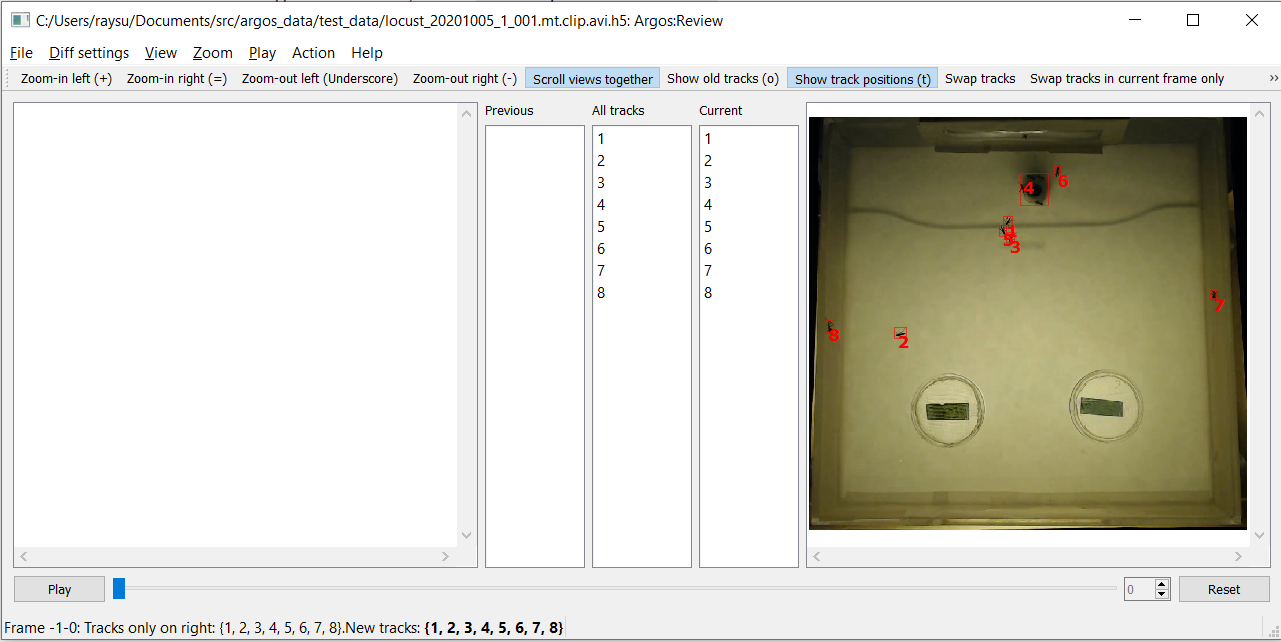 C:/Users/raysu/Documents/src/argos_data/test_data/locust_20201005_1_001.mt.clip.avi.h5: Argos:Review
File Diff settings View Zoom Play Action Help
Zoom-in left (+) Zoom-in right (=) Zoom-out left (Underscore) Zoom-out right (-) Scroll views together Show old tracks (o) Show track positions (t) Swap tracks Swap tracks in current frame only »
Previous All tracks Current
1 1
2 2
3 3
4 4
5 5
6 6
7 7
8 8
6
4
3
7
8
2
Play 0 Reset
Frame -1-0: Tracks only on right: {1, 2, 3, 4, 5, 6, 7, 8}.New tracks: {1, 2, 3, 4, 5, 6, 7, 8}